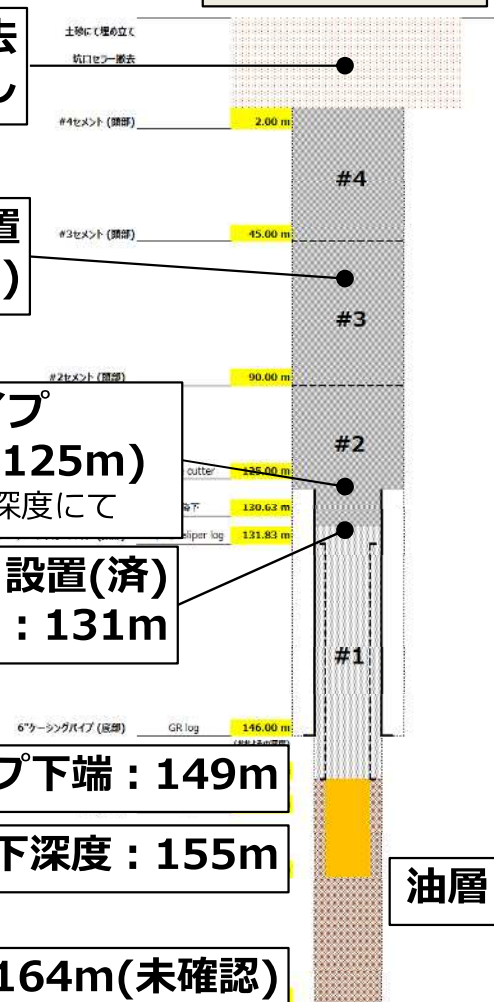 去
土砂にて埋め立て
坑口セラー撤去
し
#4セメント (頭部)
2.00 m
#4
置
#3セメント (頭部)
45.00 m
)
#3
#2セメント (頭部)
90.00 m
イプ
125m)
cutter
125.00 m
#2
深度にて
130.63 m
liper log
131.83 m
設置(済)
：131m
#1
6"ケーシングパイプ (底部)
GR log
146.00 m
プ下端：149m
下深度：155m
油層
164m(未確認)